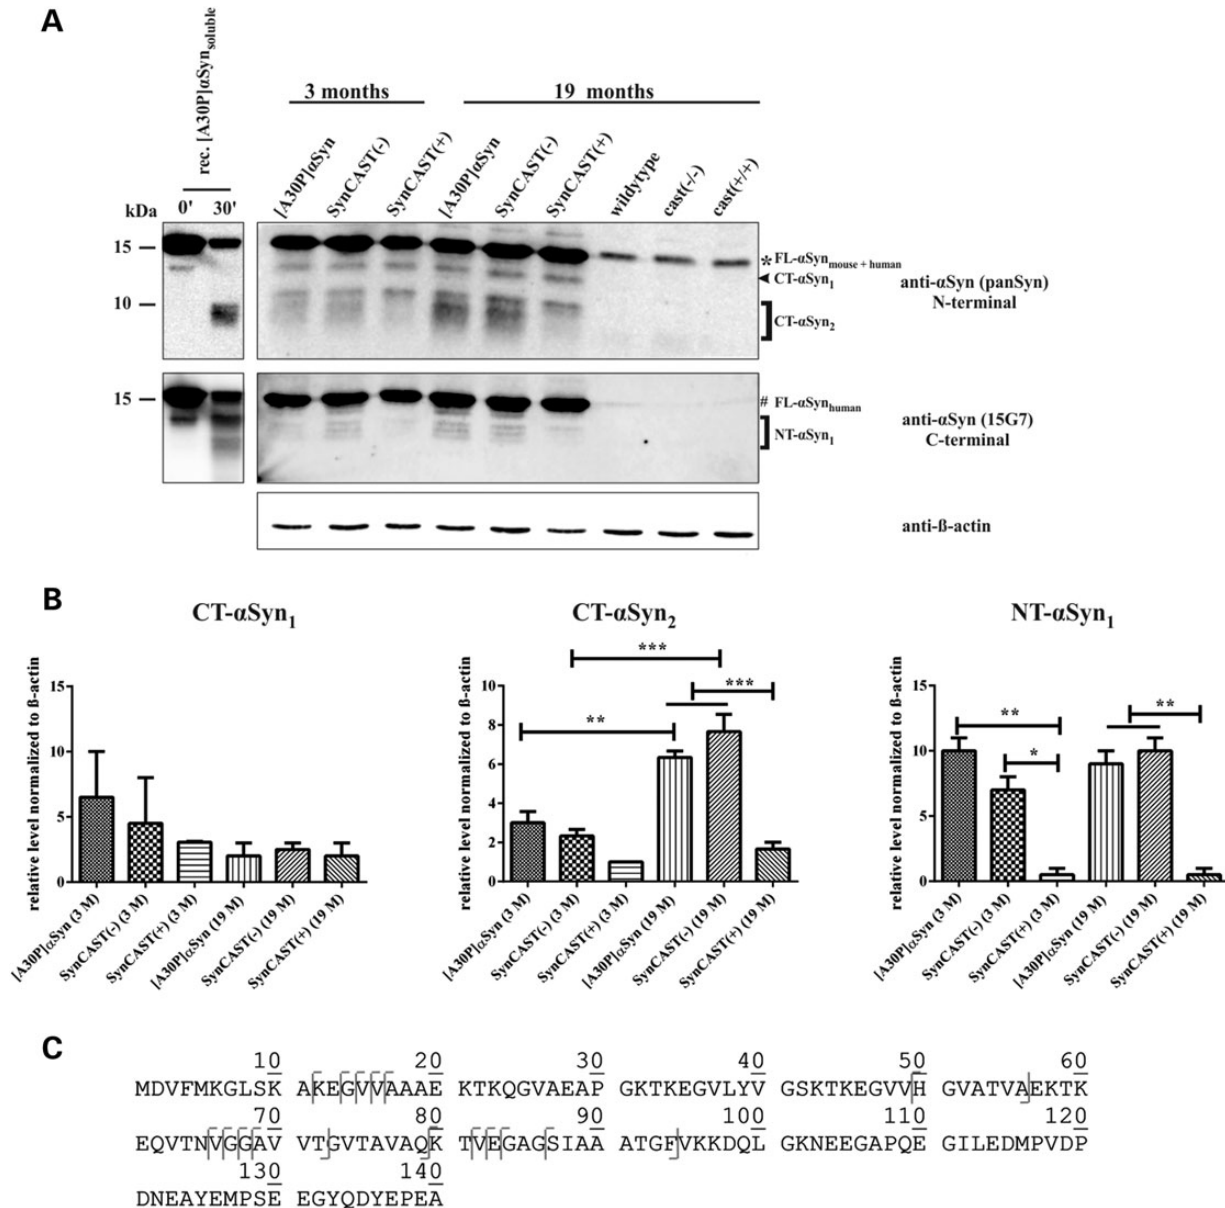 A
rec. [A30P]αSyn soluble
3 months
19 months
[A30P]αSyn
SynCAST(-)
SynCAST(+)
[A30P]αSyn
SynCAST(-)
SynCAST(+)
wildytype
cast(-/-)
cast(+/+)
kDa
0' 30'
15
10
* FL-αSyn mouse + human
CT-αSyn1
CT-αSyn2
anti-αSyn (panSyn)
N-terminal
15
# FL-αSyn human
NT-αSyn1
anti-αSyn (15G7)
C-terminal
anti-ß-actin
B
CT-αSyn1
relative level normalized to ß-actin
15
10
5
0
[A30P]αSyn (3 M)
SynCAST(-) (3 M)
SynCAST(+) (3 M)
[A30P]αSyn (19 M)
SynCAST(-) (19 M)
SynCAST(+) (19 M)
CT-αSyn2
relative level normalized to ß-actin
10
8
6
4
2
0
***
***
**
[A30P]αSyn (3 M)
SynCAST(-) (3 M)
SynCAST(+) (3 M)
[A30P]αSyn (19 M)
SynCAST(-) (19 M)
SynCAST(+) (19 M)
NT-αSyn1
relative level normalized to ß-actin
15
10
5
0
**
**
*
[A30P]αSyn (3 M)
SynCAST(-) (3 M)
SynCAST(+) (3 M)
[A30P]αSyn (19 M)
SynCAST(-) (19 M)
SynCAST(+) (19 M)
C
10 20 30 40 50 60
MDVFMKGLSK AKEGVVAAAE KTKQGVAEAP GKTKEGVLYV GSKTKEGVVH GVATVAEKTK
70 80 90 100 110 120
EQVTNVGGAV VTGVTAVAQK TVEGAGSIAA ATGFVKKDQL GKNEEGAPQE GILEDMPVDP
130 140
DNEAYEMPSE EGYQDYEPEA